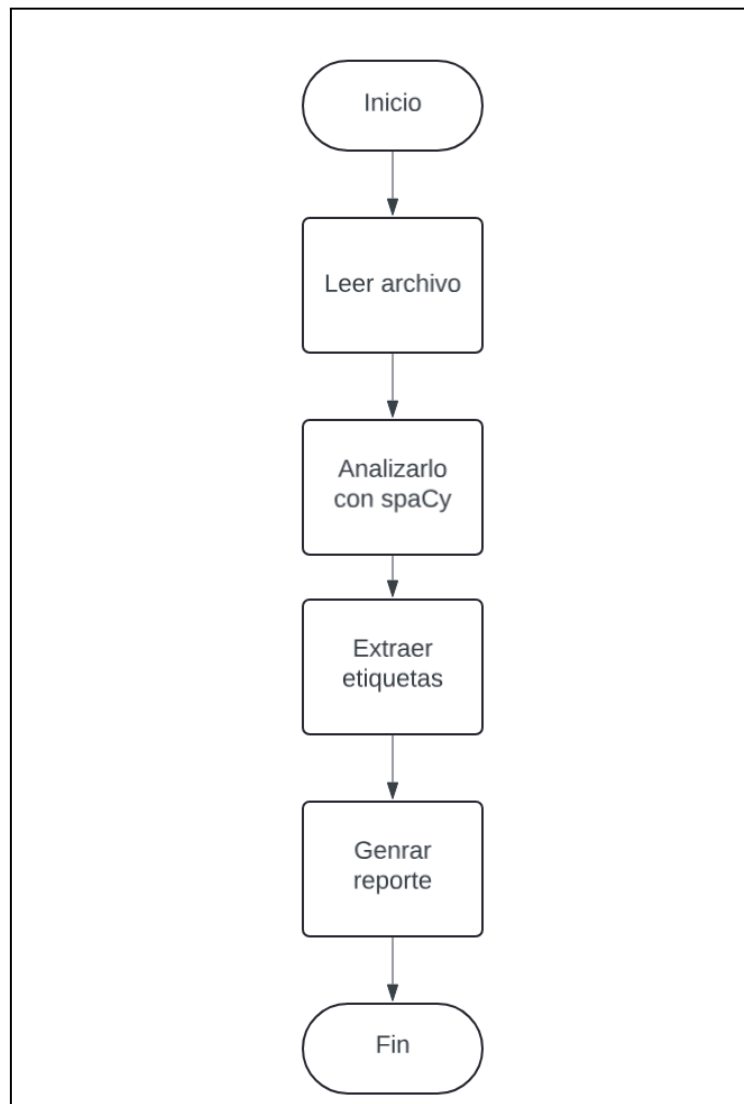 Inicio
Leer archivo
Analizarlo
con spaCy
Extraer
etiquetas
Genrar
reporte
Fin